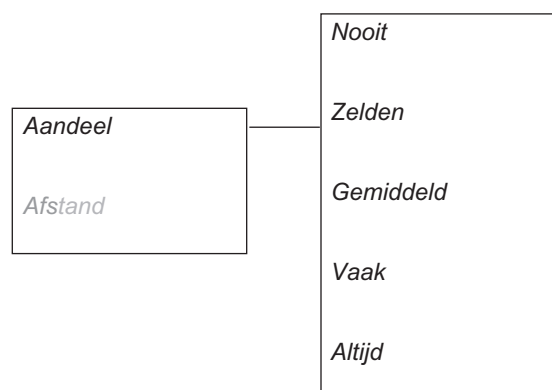 Aandeel
Afstand
Nooit
Zelden
Gemiddeld
Vaak
Altijd